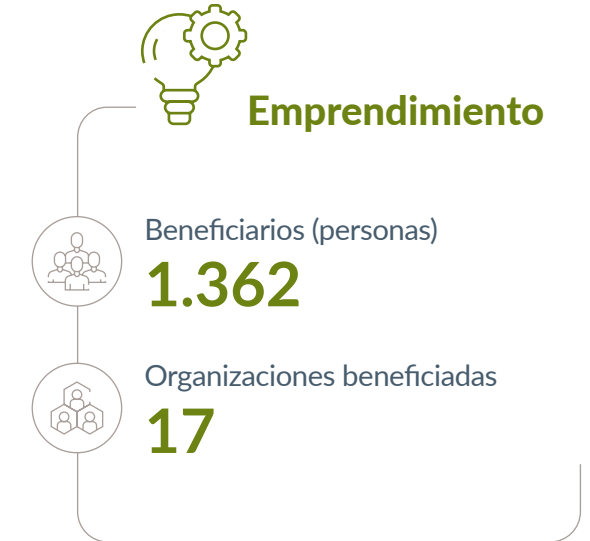 Emprendimiento
Beneficiarios (personas)
1.362
Organizaciones beneficiadas
17